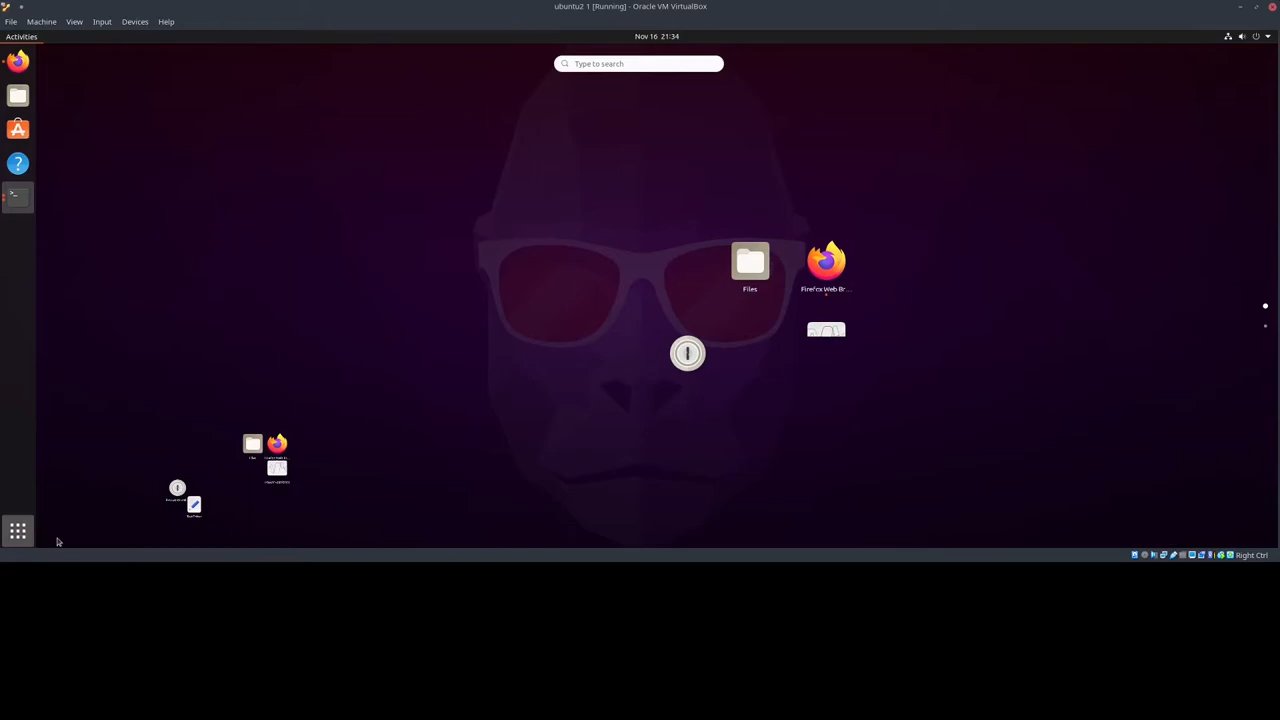 ubuntu2 1 [Running] - Oracle VM VirtualBox
File Machine View Input Devices Help
Activities
Nov 16 21:34
Type to search
Files
Firefox Web Br...
Right Ctrl